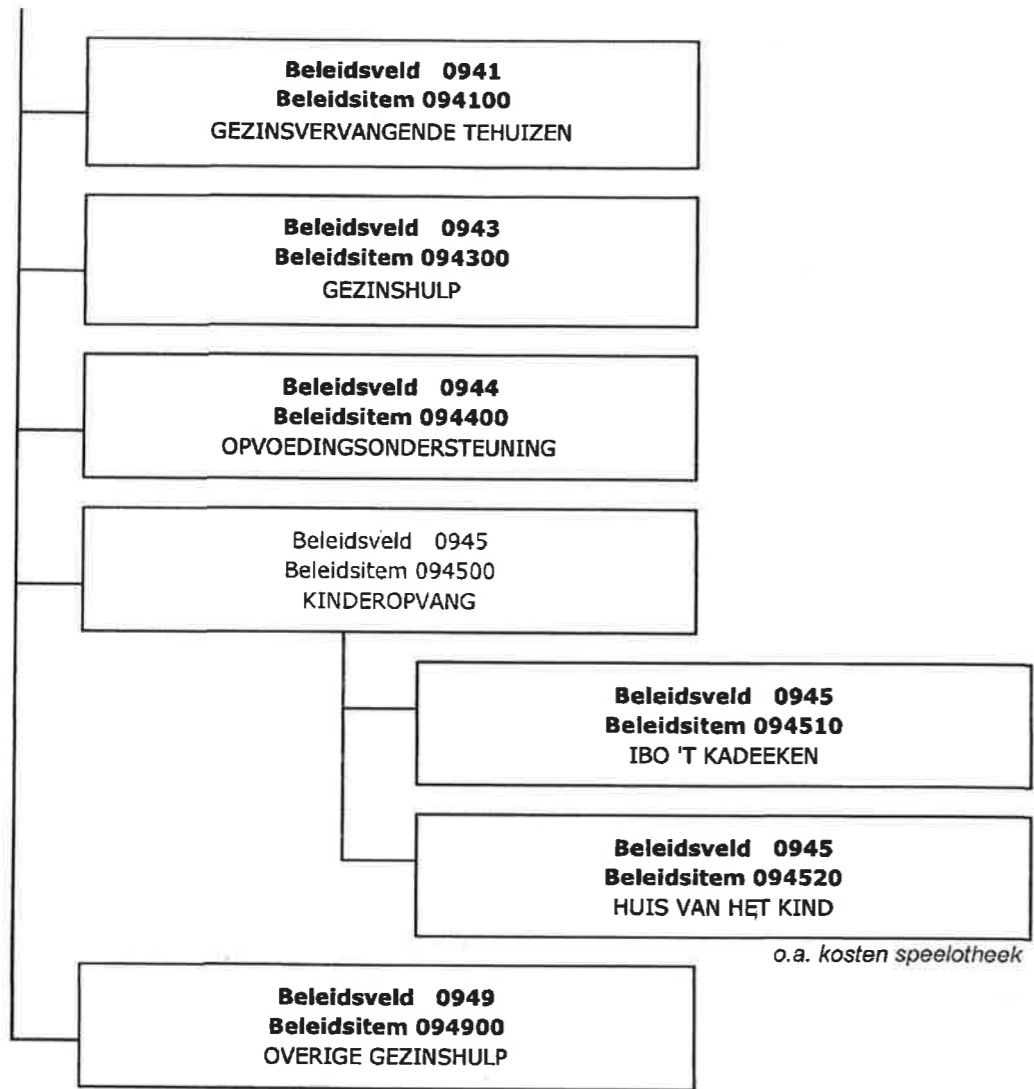 Beleidsveld 0941
Beleidsitem 094100
GEZINSVERVANGENDE TEHUIZEN
Beleidsveld 0943
Beleidsitem 094300
GEZINSHULP
Beleidsveld 0944
Beleidsitem 094400
OPVOEDINGSONDERSTEUNING
Beleidsveld 0945
Beleidsitem 094500
KINDEROPVANG
Beleidsveld 0945
Beleidsitem 094510
IBO 'T KADEEKEN
Beleidsveld 0945
Beleidsitem 094520
HUIS VAN HET KIND
o.a. kosten speelotheek
Beleidsveld 0949
Beleidsitem 094900
OVERIGE GEZINSHULP